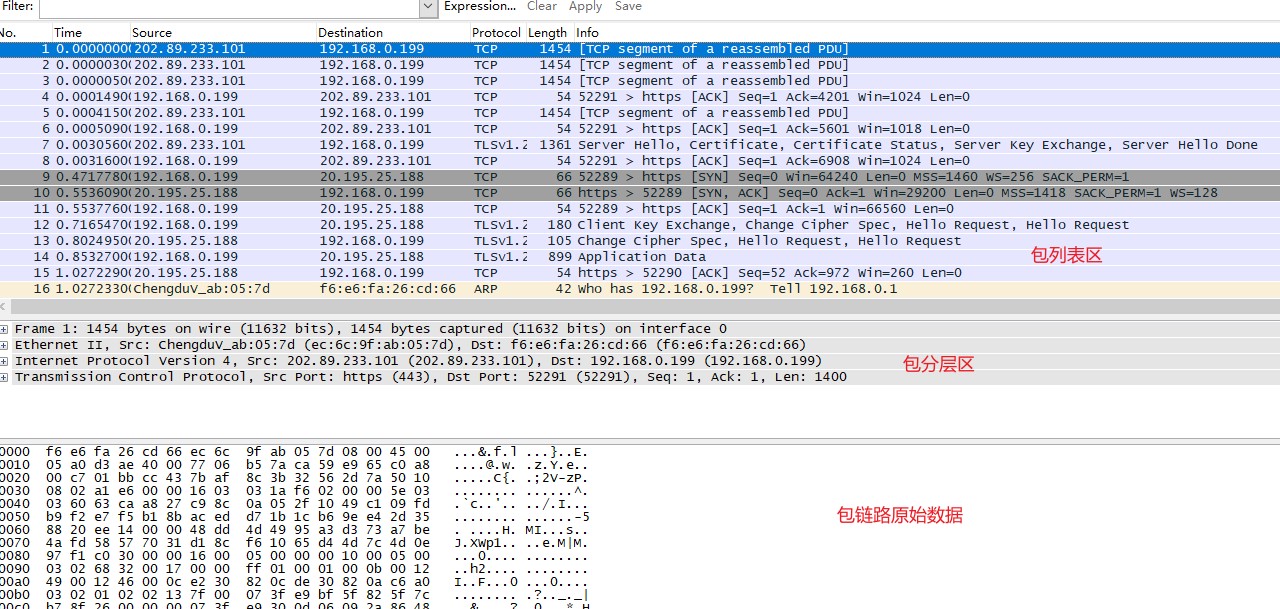 Filter: Expression... Clear Apply Save
No. Time Source Destination Protocol Length Info
1 0.0000000( 202.89.233.101 192.168.0.199 TCP 1454 [TCP segment of a reassembled PDU]
2 0.0000030( 202.89.233.101 192.168.0.199 TCP 1454 [TCP segment of a reassembled PDU]
3 0.0000050( 202.89.233.101 192.168.0.199 TCP 1454 [TCP segment of a reassembled PDU]
4 0.0001490( 192.168.0.199 202.89.233.101 TCP 54 52291 > https [ACK] Seq=1 Ack=4201 Win=1024 Len=0
5 0.0004150( 202.89.233.101 192.168.0.199 TCP 1454 [TCP segment of a reassembled PDU]
6 0.0005090( 192.168.0.199 202.89.233.101 TCP 54 52291 > https [ACK] Seq=1 Ack=5601 Win=1018 Len=0
7 0.0030560( 202.89.233.101 192.168.0.199 TLSv1.2 1361 Server Hello, Certificate, Certificate Status, Server Key Exchange, Server Hello Done
8 0.0031600( 192.168.0.199 202.89.233.101 TCP 54 52291 > https [ACK] Seq=1 Ack=6908 Win=1024 Len=0
9 0.4717780( 192.168.0.199 20.195.25.188 TCP 66 52289 > https [SYN] Seq=0 Win=64240 Len=0 MSS=1460 WS=256 SACK_PERM=1
10 0.5536090( 20.195.25.188 192.168.0.199 TCP 66 https > 52289 [SYN, ACK] Seq=0 Ack=1 Win=29200 Len=0 MSS=1418 SACK_PERM=1 WS=128
11 0.5537760( 192.168.0.199 20.195.25.188 TCP 54 52289 > https [ACK] Seq=1 Ack=1 Win=66560 Len=0
12 0.7165470( 192.168.0.199 20.195.25.188 TLSv1.2 180 Client Key Exchange, Change Cipher Spec, Hello Request, Hello Request
13 0.8024950( 20.195.25.188 192.168.0.199 TLSv1.2 105 Change Cipher Spec, Hello Request, Hello Request
14 0.8532700( 192.168.0.199 20.195.25.188 TLSv1.2 899 Application Data
包列表区
15 1.0272290( 20.195.25.188 192.168.0.199 TCP 54 https > 52290 [ACK] Seq=52 Ack=972 Win=260 Len=0
16 1.0272330( ChengduV_ab:05:7d f6:e6:fa:26:cd:66 ARP 42 Who has 192.168.0.199? Tell 192.168.0.1
Frame 1: 1454 bytes on wire (11632 bits), 1454 bytes captured (11632 bits) on interface 0
Ethernet II, Src: ChengduV_ab:05:7d (ec:6c:9f:ab:05:7d), Dst: f6:e6:fa:26:cd:66 (f6:e6:fa:26:cd:66)
Internet Protocol Version 4, Src: 202.89.233.101 (202.89.233.101), Dst: 192.168.0.199 (192.168.0.199)
包分层区
Transmission Control Protocol, Src Port: https (443), Dst Port: 52291 (52291), Seq: 1, Ack: 1, Len: 1400
0000 f6 e6 fa 26 cd 66 ec 6c 9f ab 05 7d 08 00 45 00 ...&.f.l ...}..E.
0010 05 a0 d3 ae 40 00 77 06 b5 7a ca 59 e9 65 c0 a8 ....@.w. .z.Y.e..
0020 00 c7 01 bb cc 43 7b af 8c 3b 32 56 2d 7a 50 10 .....C{. .;2V-zP.
0030 08 02 a1 e6 00 00 16 03 03 1a f6 02 00 00 5e 03 ........ ......^.
0040 03 60 63 ca a8 27 c9 8c 0a 05 2f 10 49 c1 09 fd .`c..'.. ../.I...
0050 b9 f2 e7 f5 b1 8b ac ed d7 1b 1c b6 9e e4 2d 35 ........ ......-5
0060 88 20 ee 14 00 00 48 dd 4d 49 95 a3 d3 73 a7 be . ....H. MI...s..
包链路原始数据
0070 4a fd 58 57 70 31 d1 8c f6 10 65 d4 4d 7c 4d 0e J.XWp1.. ..e.M|M.
0080 97 f1 c0 30 00 00 16 00 05 00 00 00 10 00 05 00 ...0.... ........
0090 03 02 68 32 00 17 00 00 ff 01 00 01 00 0b 00 12 ..h2.... ........
00a0 49 00 12 46 00 0c e2 30 82 0c de 30 82 0a c6 a0 I..F...0 ...0....
00b0 03 02 01 02 02 13 7f 00 07 3f e9 bf 5f 82 5f 7c ........ .?.._._|
00c0 b7 8f 26 00 00 00 07 3f e9 30 0d 06 09 2a 86 48 ..&....? .0...*.H